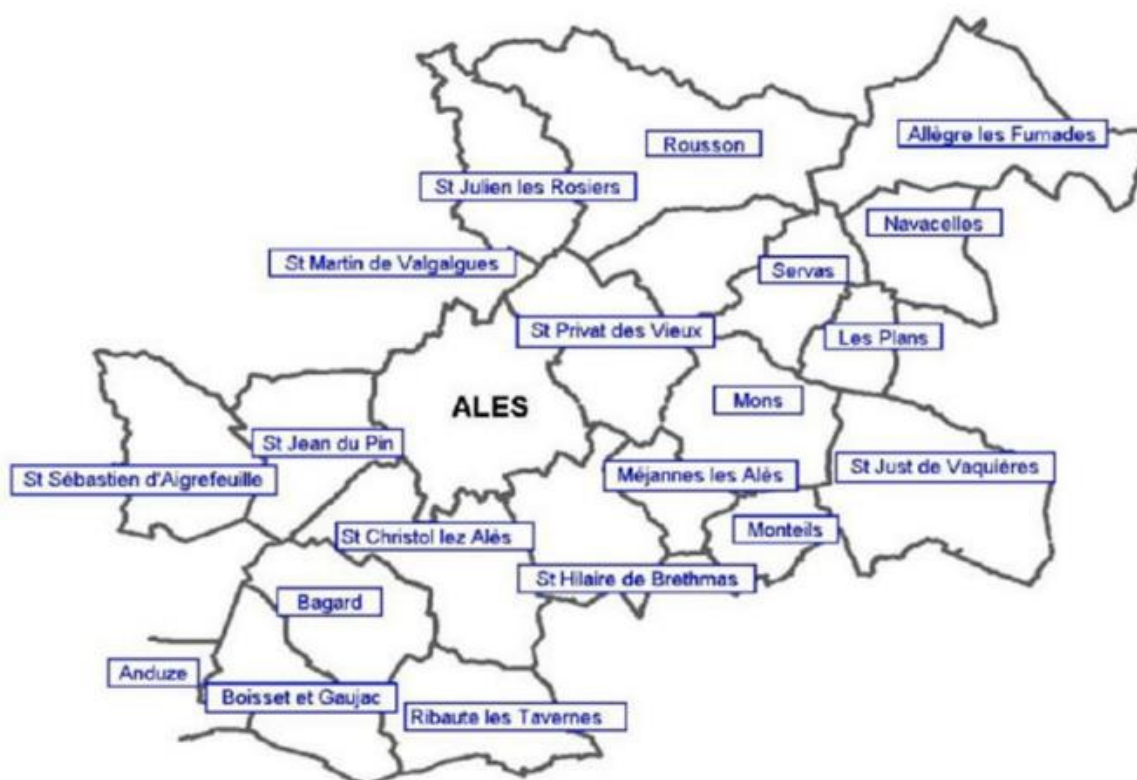 Allègre les Fumades
Rousson
St Julien les Rosiers
Navacelles
St Martin de Valgalgues
Servas
St Privat des Vieux
Les Plans
ALES
Mons
St Jean du Pin
St Sébastien d'Aigrefeuille
Méjannes les Alès
St Just de Vaquières
St Christol lez Alès
Monteils
St Hilaire de Brethmas
Bagard
Anduze
Boisset et Gaujac
Ribaute les Tavernes